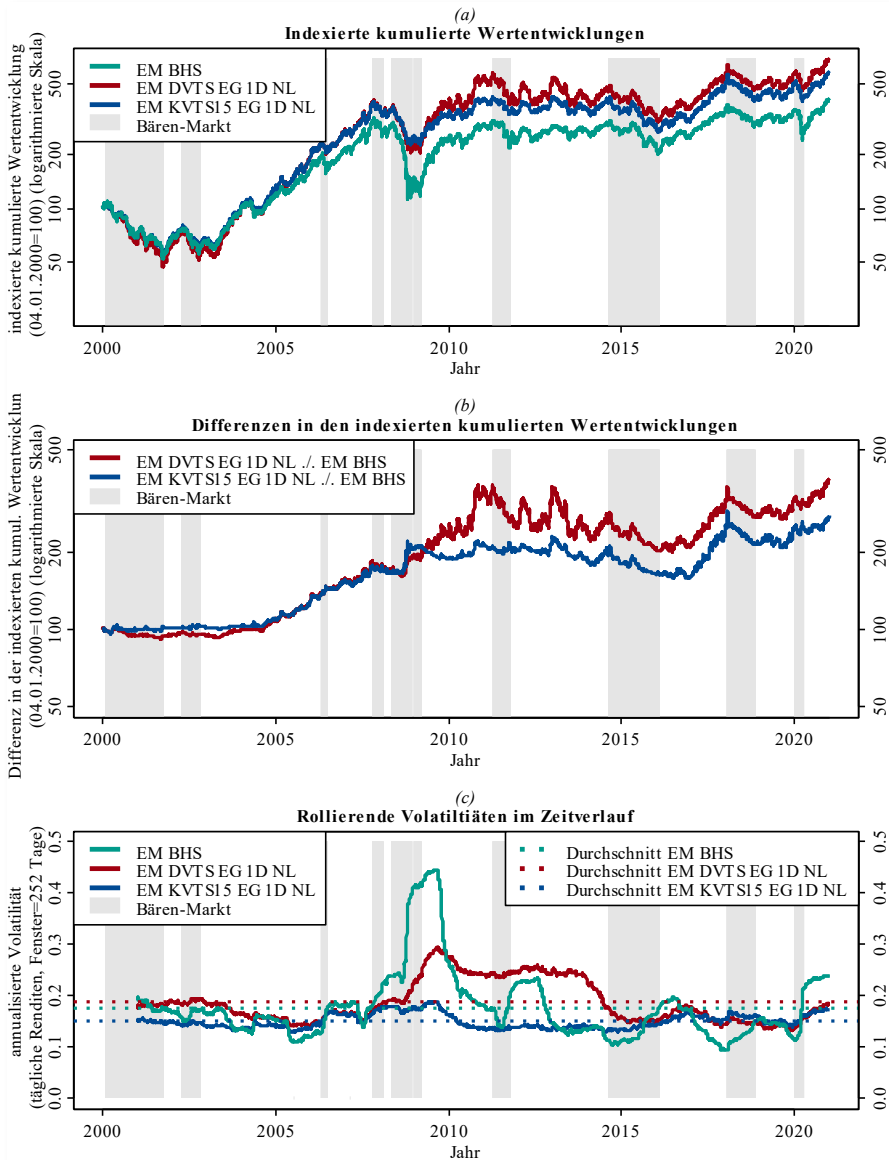 (a)
Indexierte kumulierte Wertentwicklungen
indexierte kumulierte Wertentwicklung
(04.01.2000=100) (logarithmierte Skala)
EM BHS
EM DVTS EG 1D NL
EM KVTS15 EG 1D NL
Bären-Markt
500
200
100
50
500
200
100
50
2000 2005 2010 2015 2020
Jahr
(b)
Differenzen in den indexierten kumulierten Wertentwicklungen
Differenz in der indexierten kumul. Wertentwicklun
(04.01.2000=100) (logarithmierte Skala)
EM DVTS EG 1D NL ./. EM BHS
EM KVTS15 EG 1D NL ./. EM BHS
Bären-Markt
500
200
100
50
500
200
100
50
2000 2005 2010 2015 2020
Jahr
(c)
Rollierende Volatiltiäten im Zeitverlauf
annualisierte Volatilität
(tägliche Renditen, Fenster=252 Tage)
EM BHS
EM DVTS EG 1D NL
EM KVTS15 EG 1D NL
Bären-Markt
Durchschnitt EM BHS
Durchschnitt EM DVTS EG 1D NL
Durchschnitt EM KVTS15 EG 1D NL
0.5
0.4
0.3
0.2
0.1
0.0
0.5
0.4
0.3
0.2
0.1
0.0
2000 2005 2010 2015 2020
Jahr